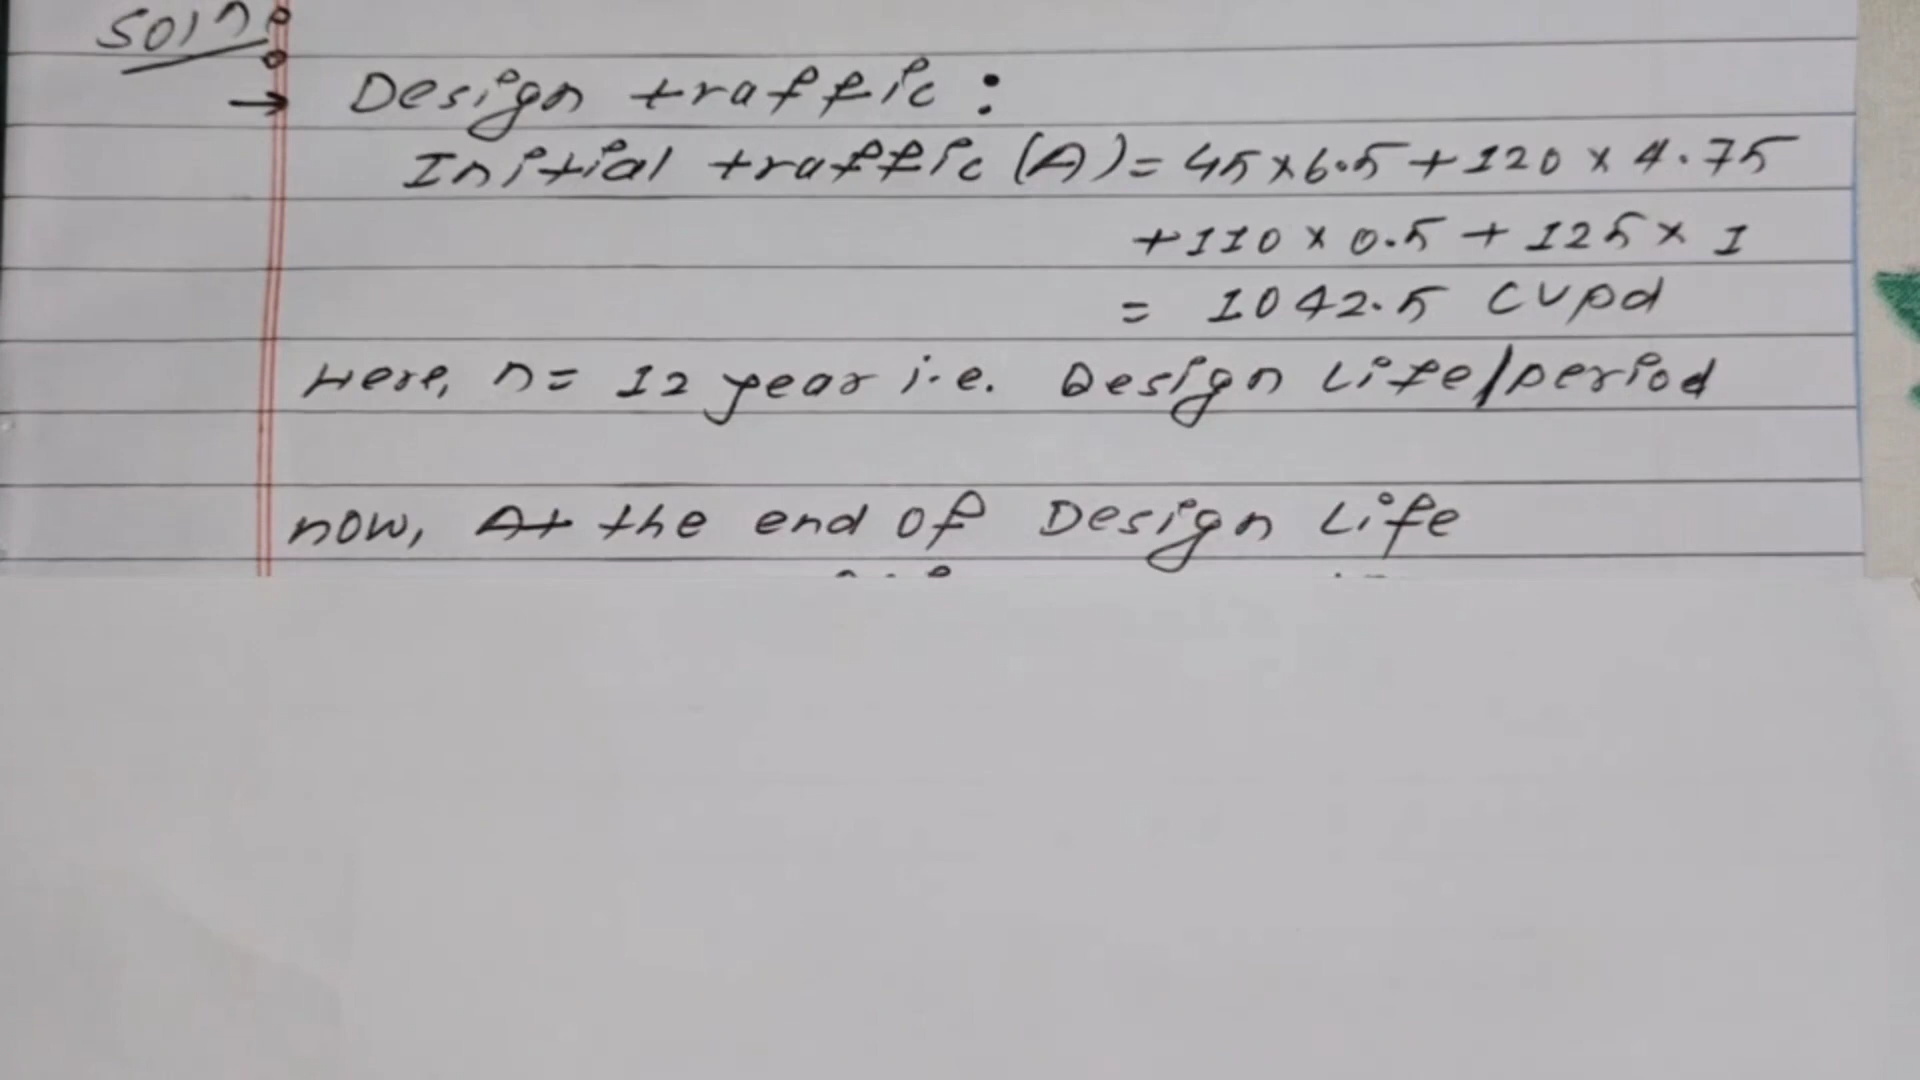 Soln:
→ Design traffic :
Initial traffic (A) = 45 × 6.5 + 120 × 4.75
+ 110 × 0.5 + 125 × 1
= 1042.5 CVpd
Here, n = 12 year i.e. Design Life/period
now, At the end of Design Life